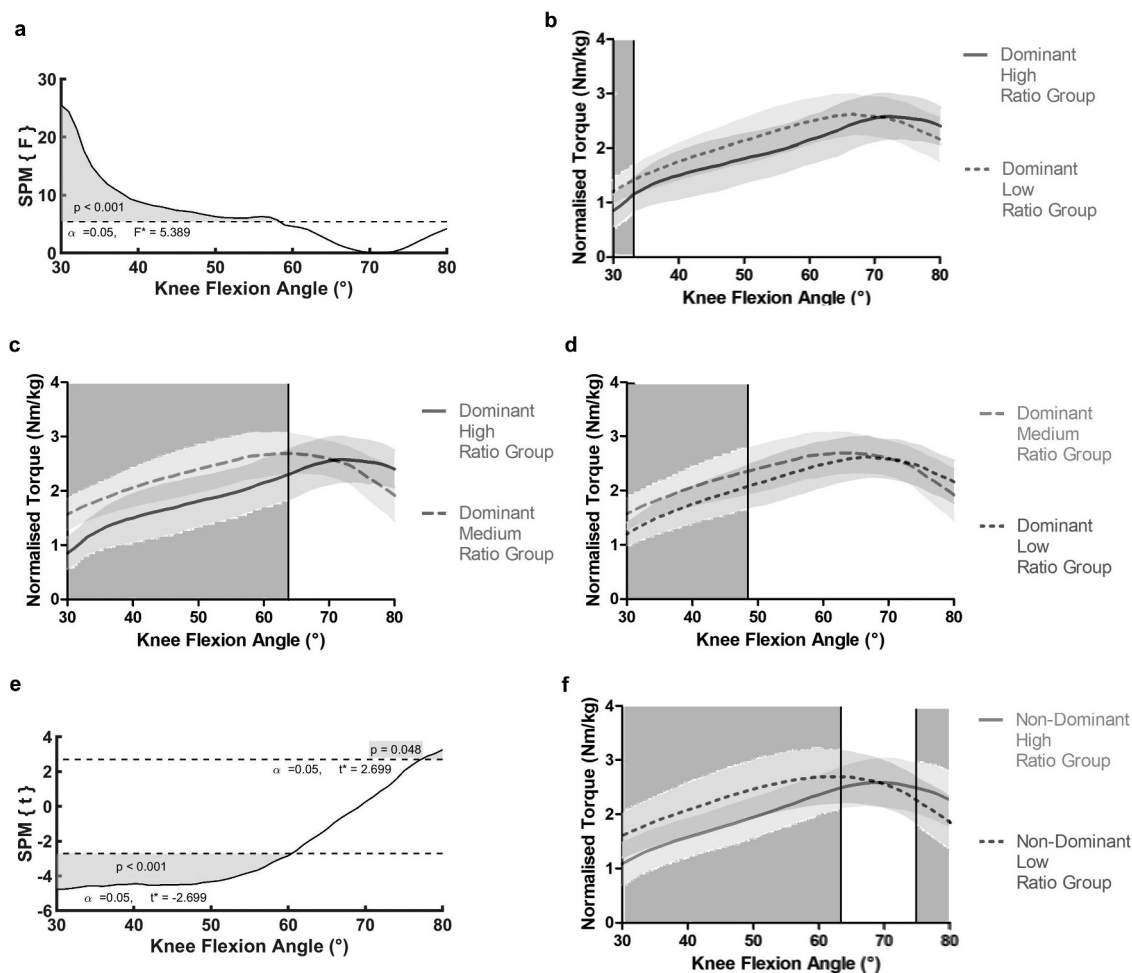 a
30
20
10
0
SPM { F }
p < 0.001
α =0.05, F* = 5.389
30 40 50 60 70 80
Knee Flexion Angle (°)
b
4
3
2
1
0
Normalised Torque (Nm/kg)
30 40 50 60 70 80
Knee Flexion Angle (°)
Dominant
High
Ratio Group
Dominant
Low
Ratio Group
c
4
3
2
1
0
Normalised Torque (Nm/kg)
30 40 50 60 70 80
Knee Flexion Angle (°)
Dominant
High
Ratio Group
Dominant
Medium
Ratio Group
d
4
3
2
1
0
Normalised Torque (Nm/kg)
30 40 50 60 70 80
Knee Flexion Angle (°)
Dominant
Medium
Ratio Group
Dominant
Low
Ratio Group
e
4
2
0
-2
-4
-6
SPM { t }
p = 0.048
α =0.05, t* = 2.699
p < 0.001
α =0.05, t* = -2.699
30 40 50 60 70 80
Knee Flexion Angle (°)
f
4
3
2
1
0
Normalised Torque (Nm/kg)
30 40 50 60 70 80
Knee Flexion Angle (°)
Non-Dominant
High
Ratio Group
Non-Dominant
Low
Ratio Group